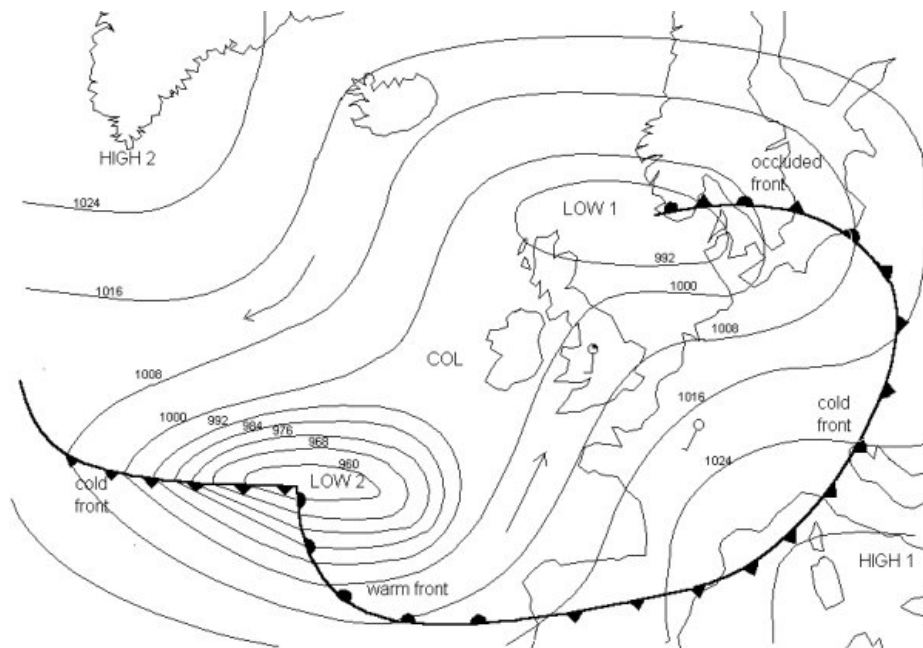 HIGH 2
occluded
front
1024
LOW 1
992
1016
1000
1008
COL
1008
1016
1000
992
984
976
968
960
LOW 2
cold
front
1024
cold
front
HIGH 1
warm front